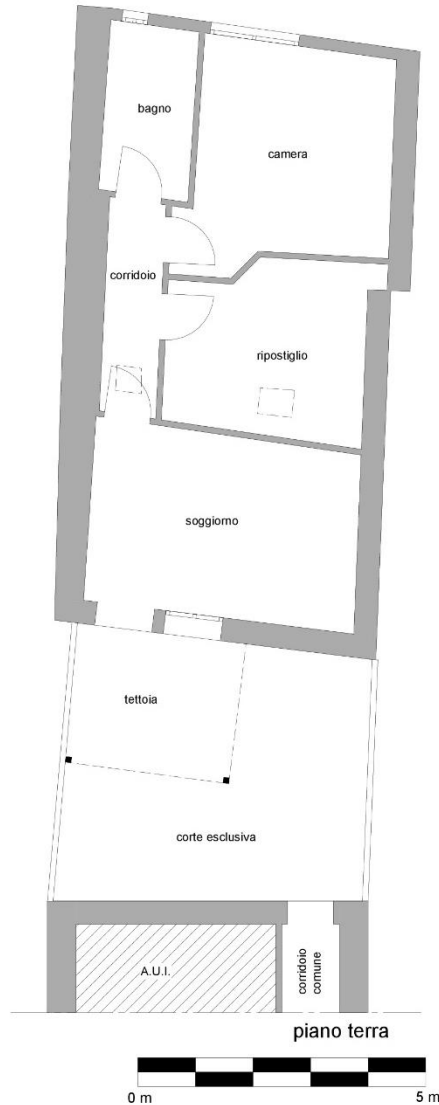 bagno
camera
corridoio
ripostiglio
soggiorno
tettoia
corte esclusiva
A.U.I.
corridoio
comune
piano terra
0 m
5 m